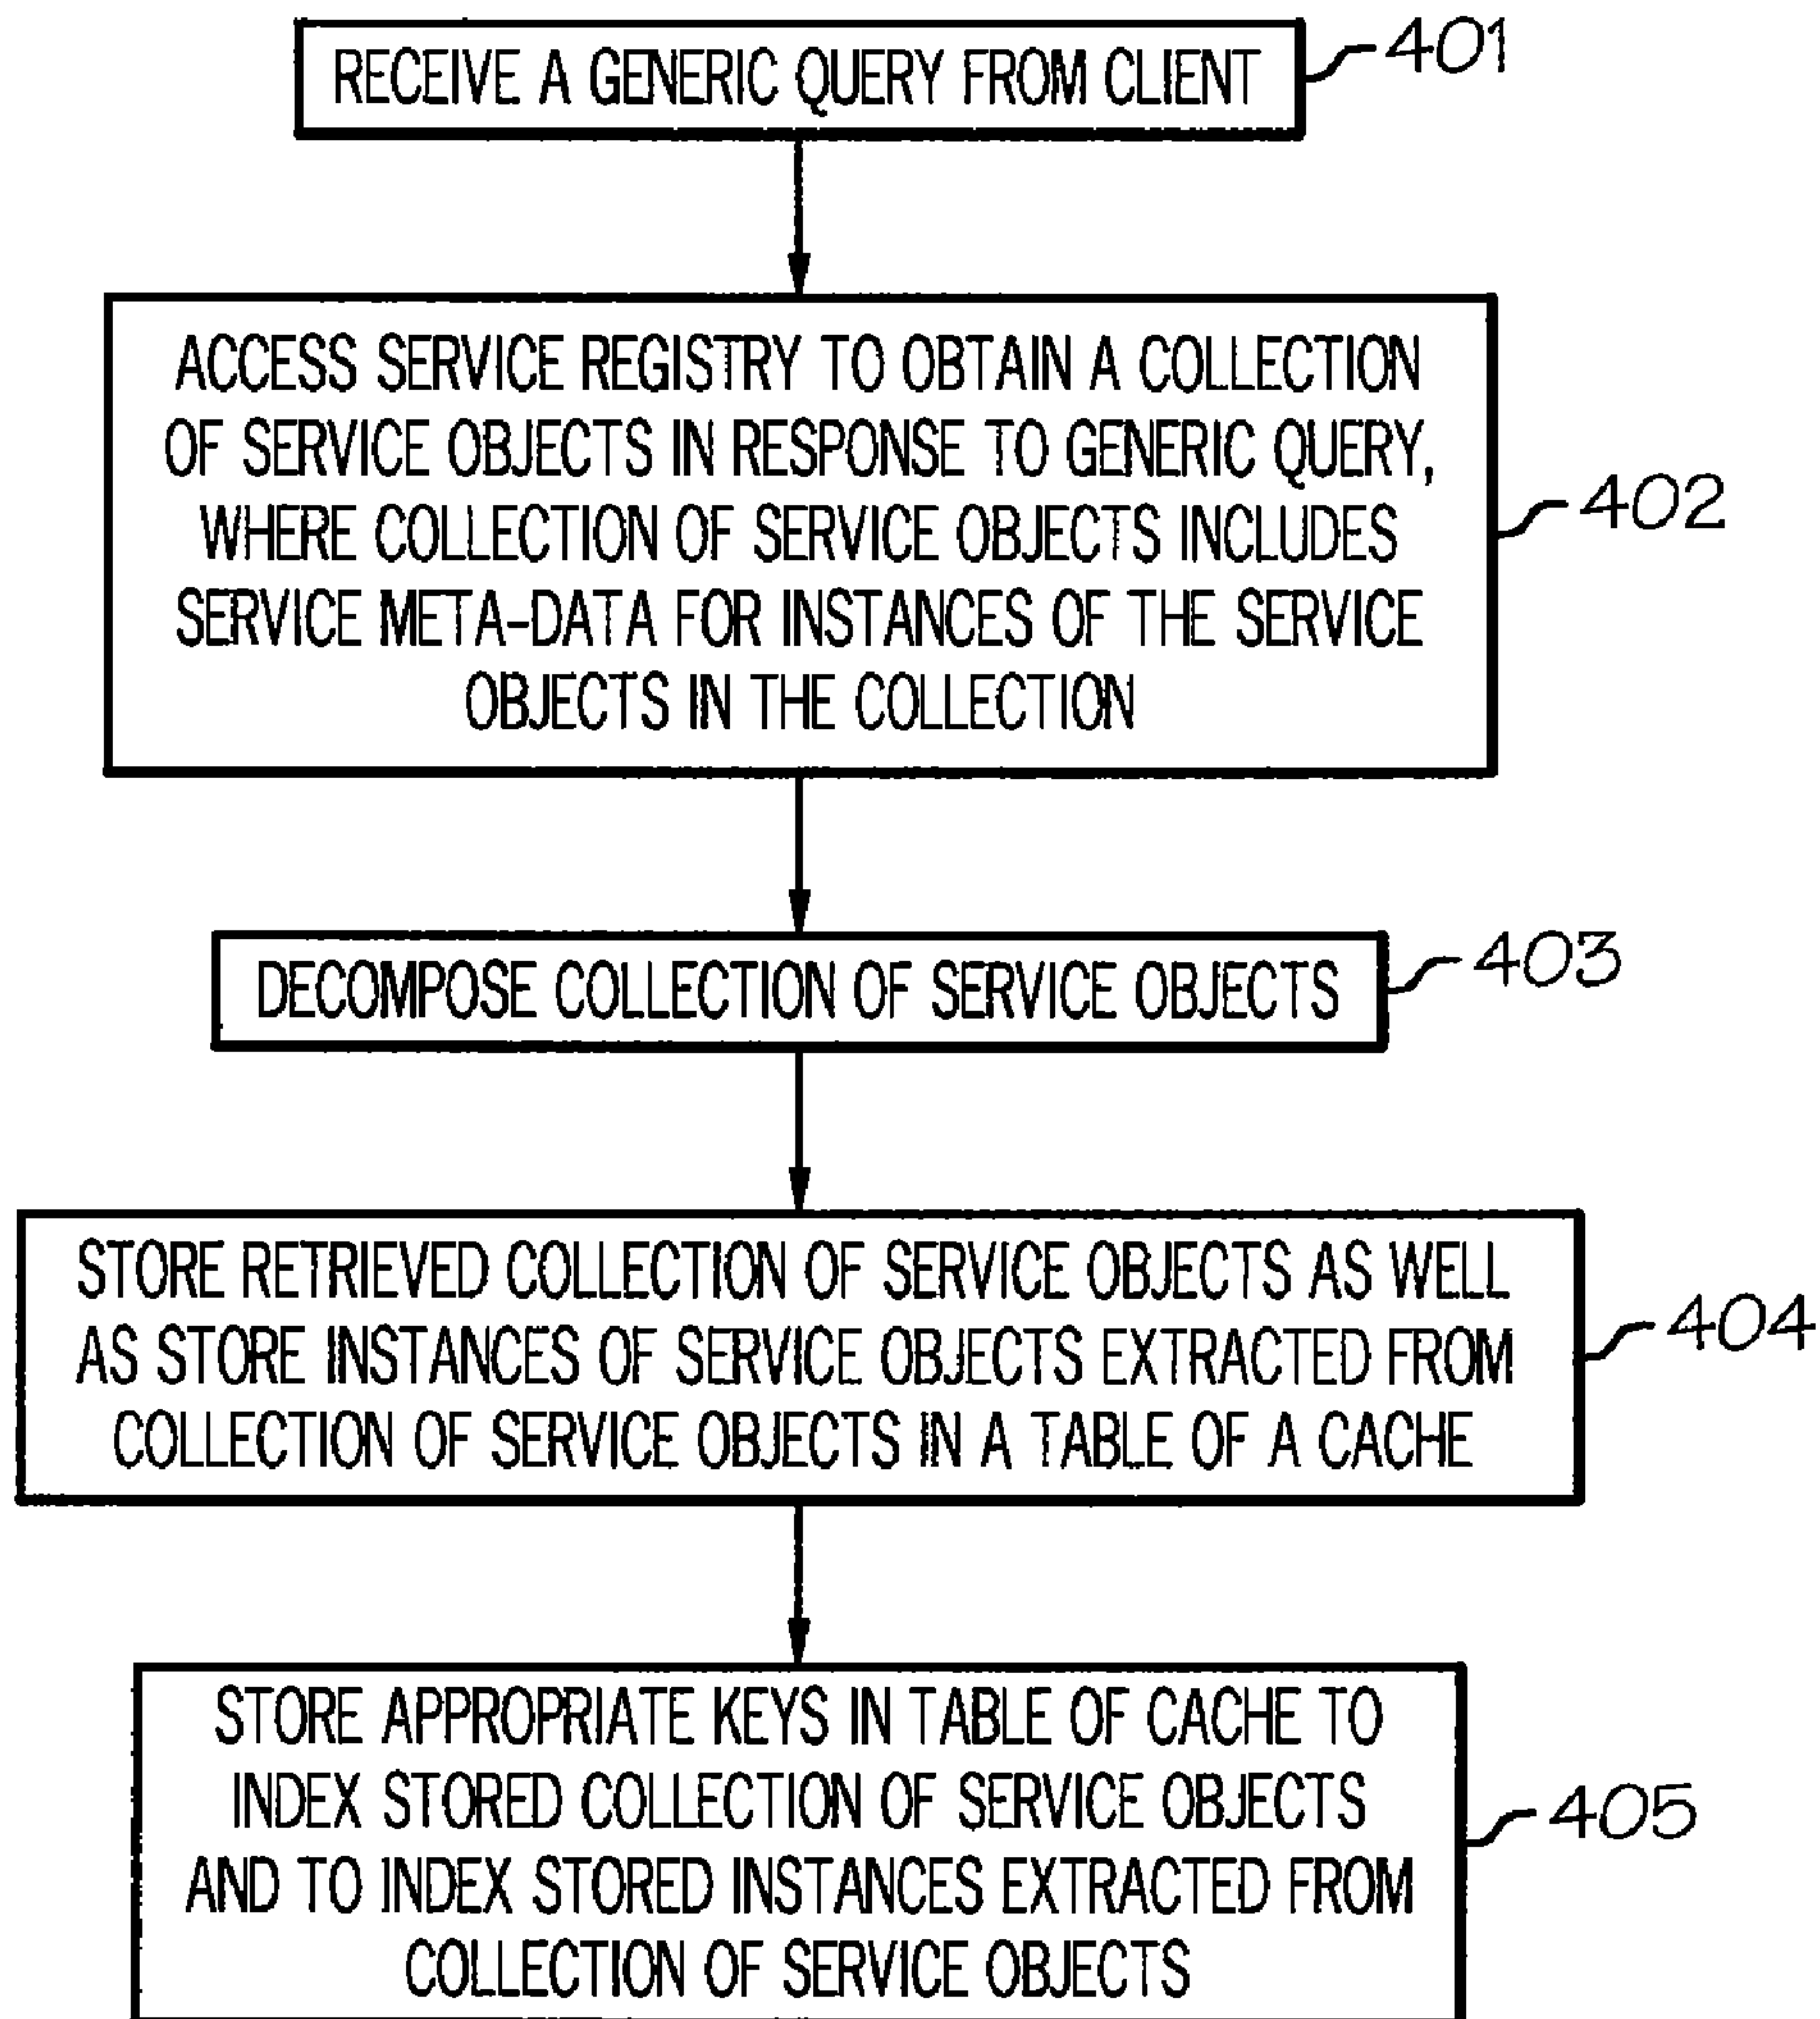 RECEIVE A GENERIC QUERY FROM CLIENT
401
ACCESS SERVICE REGISTRY TO OBTAIN A COLLECTION
OF SERVICE OBJECTS IN RESPONSE TO GENERIC QUERY,
WHERE COLLECTION OF SERVICE OBJECTS INCLUDES
SERVICE META-DATA FOR INSTANCES OF THE SERVICE
OBJECTS IN THE COLLECTION
402
DECOMPOSE COLLECTION OF SERVICE OBJECTS
403
STORE RETRIEVED COLLECTION OF SERVICE OBJECTS AS WELL
AS STORE INSTANCES OF SERVICE OBJECTS EXTRACTED FROM
COLLECTION OF SERVICE OBJECTS IN A TABLE OF A CACHE
404
STORE APPROPRIATE KEYS IN TABLE OF CACHE TO
INDEX STORED COLLECTION OF SERVICE OBJECTS
AND TO INDEX STORED INSTANCES EXTRACTED FROM
COLLECTION OF SERVICE OBJECTS
405